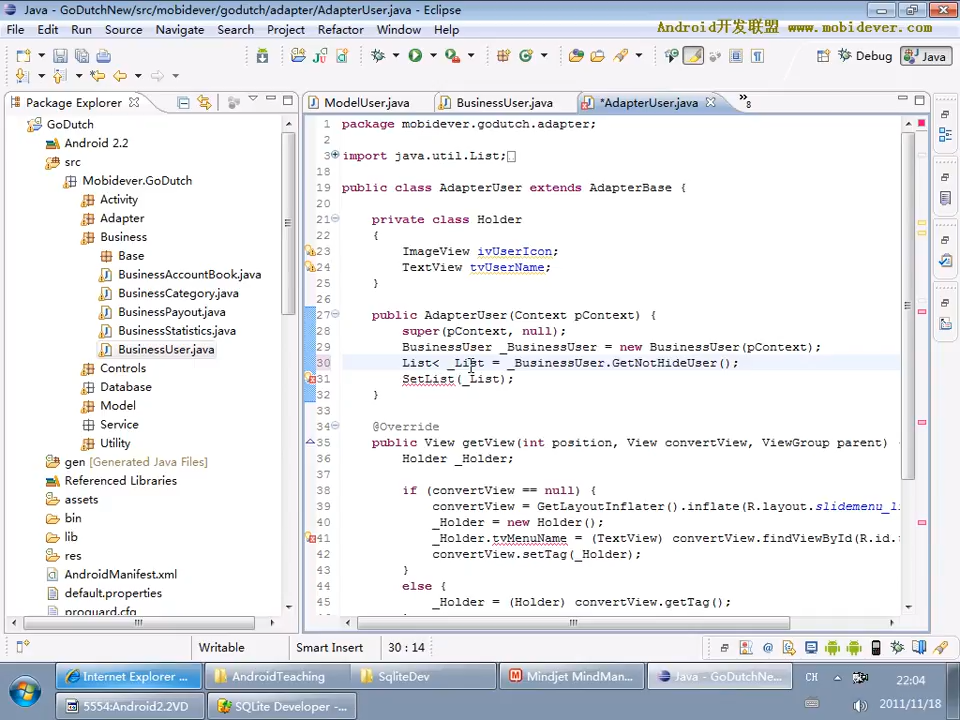 Java - GoDutchNew/src/mobidever/godutch/adapter/AdapterUser.java - Eclipse
File Edit Source Navigate Search Project Refactor Window Help
Android开发联盟 www.mobidever.com
Debug Java
Package Explorer
ModelUser.java BusinessUser.java *AdapterUser.java »8
GoDutch
Android 2.2
src
Mobidever.GoDutch
Activity
Adapter
Business
Base
BusinessAccountBook.java
BusinessCategory.java
BusinessPayout.java
BusinessStatistics.java
BusinessUser.java
Controls
Database
Model
Service
Utility
gen [Generated Java Files]
Referenced Libraries
assets
bin
lib
res
AndroidManifest.xml
default.properties
proguard.cfg
1 package mobidever.godutch.adapter;
2
3 import java.util.List;
18
19 public class AdapterUser extends AdapterBase {
20
21 private class Holder
22 {
23 ImageView ivUserIcon;
24 TextView tvUserName;
25 }
26
27 public AdapterUser(Context pContext) {
28 super(pContext, null);
29 BusinessUser _BusinessUser = new BusinessUser(pContext);
30 List< _List = _BusinessUser.GetNotHideUser();
31 SetList(_List);
32 }
33
34 @Override
35 public View getView(int position, View convertView, ViewGroup parent) {
36 Holder _Holder;
37
38 if (convertView == null) {
39 convertView = GetLayoutInflater().inflate(R.layout.slidemenu_l
40 _Holder = new Holder();
41 _Holder.tvMenuName = (TextView) convertView.findViewById(R.id.
42 convertView.setTag(_Holder);
43 }
44 else {
45 _Holder = (Holder) convertView.getTag();
Writable Smart Insert 30 : 14
Internet Explorer ... AndroidTeaching SqliteDev Mindjet MindMan... Java - GoDutchNe... CH 22:04
5554:Android2.2VD SQLite Developer - ... 2011/11/18